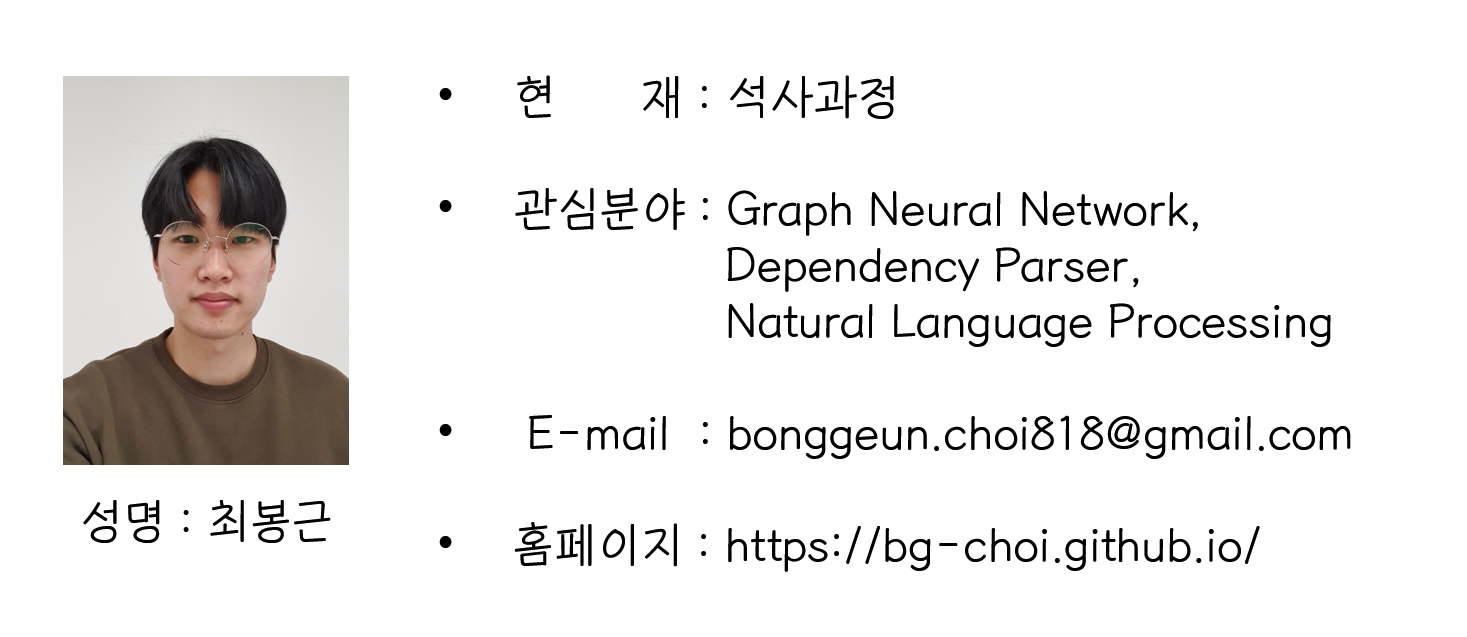 • 현 재 : 석사과정
• 관심분야 : Graph Neural Network,
Dependency Parser,
Natural Language Processing
• E-mail : bonggeun.choi818@gmail.com
• 홈페이지 : https://bg-choi.github.io/
성명 : 최봉근